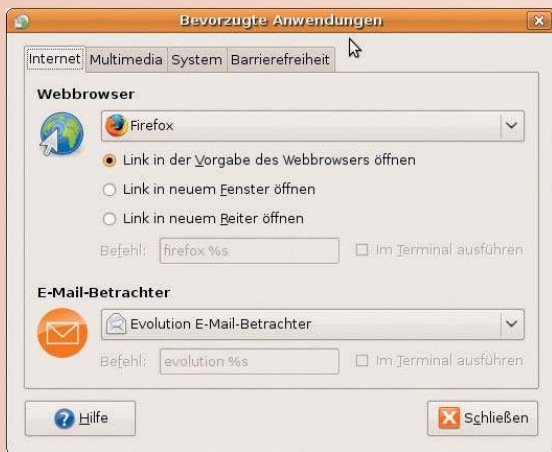 Bevorzugte Anwendungen
Internet Multimedia System Barrierefreiheit
Webbrowser
Firefox
Link in der Vorgabe des Webbrowsers öffnen
Link in neuem Fenster öffnen
Link in neuem Reiter öffnen
Befehl: firefox %s Im Terminal ausführen
E-Mail-Betrachter
Evolution E-Mail-Betrachter
Befehl: evolution %s Im Terminal ausführen
Hilfe Schließen